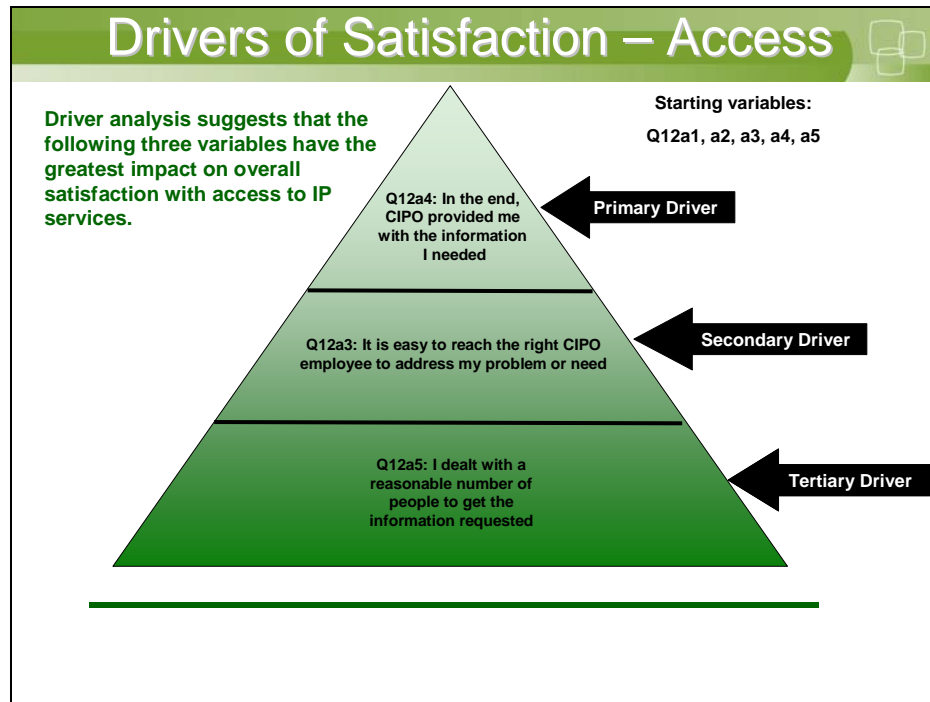 Drivers of Satisfaction – Access
Driver analysis suggests that the
following three variables have the
greatest impact on overall
satisfaction with access to IP
services.
Starting variables:
Q12a1, a2, a3, a4, a5
Q12a4: In the end,
CIPO provided me
with the information
I needed
Primary Driver
Q12a3: It is easy to reach the right CIPO
employee to address my problem or need
Secondary Driver
Q12a5: I dealt with a
reasonable number of
people to get the
information requested
Tertiary Driver